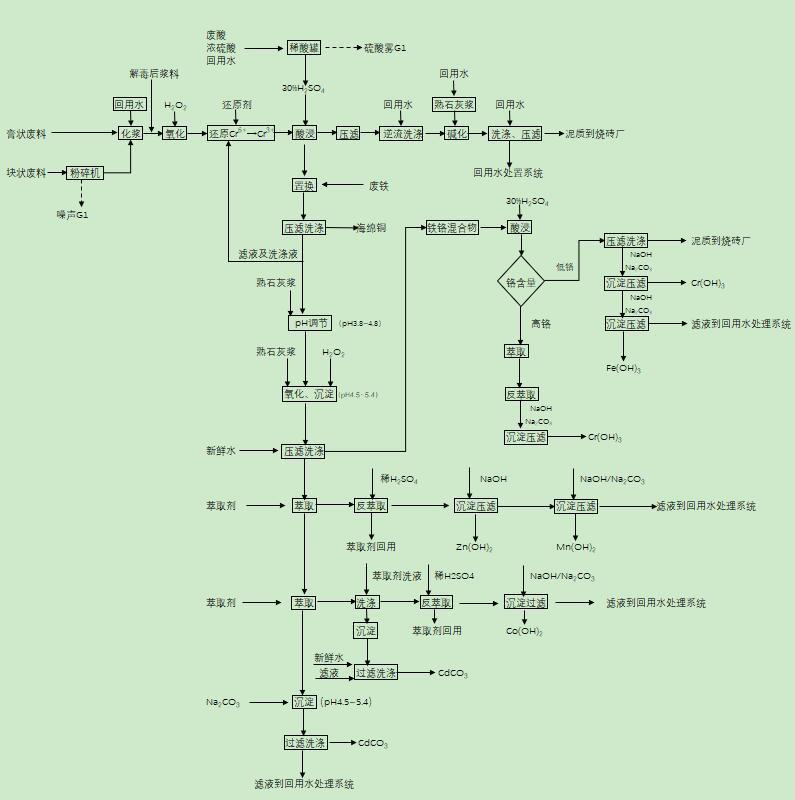 废酸
浓硫酸
回用水
稀酸罐
硫酸雾G1
解毒后浆料
30%H₂SO₄
回用水
回用水
H₂O₂
还原剂
回用水
熟石灰浆
回用水
膏状废料
化浆
氧化
还原Cr⁶⁺→Cr³⁺
酸浸
压滤
逆流洗涤
碱化
洗涤、压滤
泥质到烧砖厂
块状废料
粉碎机
回用水处置系统
噪声G1
置换
废铁
30%H₂SO₄
压滤洗涤
海绵铜
铁铬混合物
酸浸
压滤洗涤
泥质到烧砖厂
滤液及洗涤液
NaOH
Na₂CO₃
低铬
熟石灰浆
铬含量
沉淀压滤
Cr(OH)₃
NaOH
Na₂CO₃
pH调节
(pH3.8-4.8)
高铬
沉淀压滤
滤液到回用水处理系统
熟石灰浆
H₂O₂
萃取
Fe(OH)₃
氧化、沉淀
(pH4.5-5.4)
反萃取
NaOH
Na₂CO₃
沉淀压滤
Cr(OH)₃
新鲜水
压滤洗涤
稀H₂SO₄
NaOH
NaOH/Na₂CO₃
萃取剂
萃取
反萃取
沉淀压滤
沉淀压滤
滤液到回用水处理系统
萃取剂回用
Zn(OH)₂
Mn(OH)₂
萃取剂洗液
稀H2SO4
NaOH/Na₂CO₃
萃取剂
萃取
洗涤
反萃取
沉淀过滤
滤液到回用水处理系统
沉淀
萃取剂回用
Co(OH)₂
新鲜水
滤液
过滤洗涤
CdCO₃
Na₂CO₃
沉淀
(pH4.5-5.4)
过滤洗涤
CdCO₃
滤液到回用水处理系统